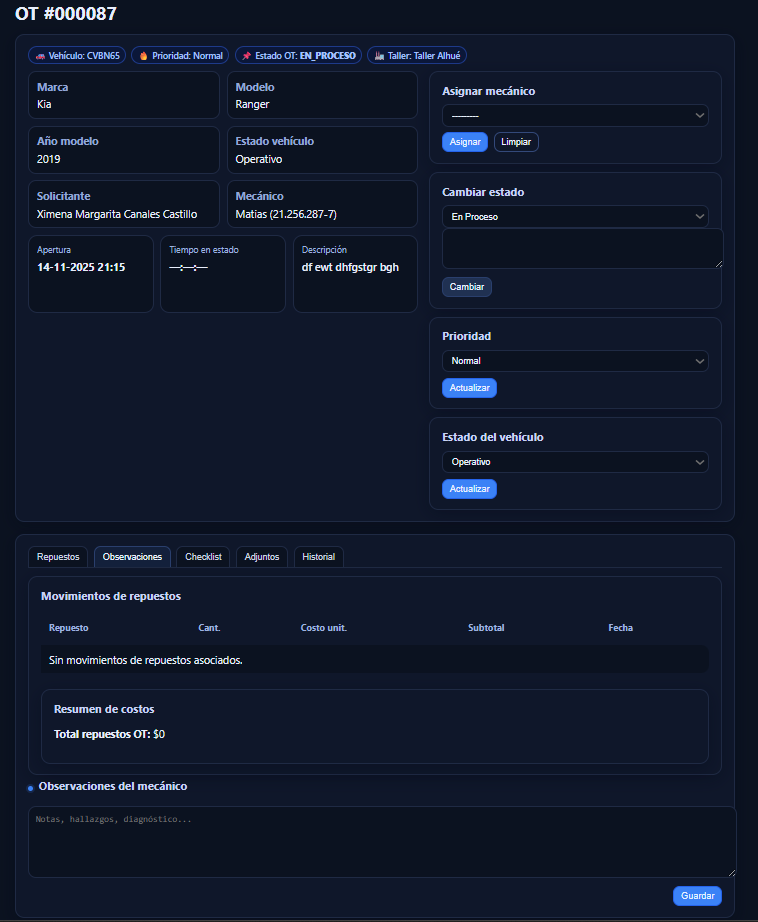 OT #000087
Vehículo: CVBN65
Prioridad: Normal
Estado OT: EN_PROCESO
Taller: Taller Alhué
Marca
Kia
Modelo
Ranger
Año modelo
2019
Estado vehículo
Operativo
Solicitante
Ximena Margarita Canales Castillo
Mecánico
Matias (21.256.287-7)
Apertura
14-11-2025 21:15
Tiempo en estado
—:—:—
Descripción
df ewt dhfgstgr bgh
Asignar mecánico
---------
Asignar
Limpiar
Cambiar estado
En Proceso
Cambiar
Prioridad
Normal
Actualizar
Estado del vehículo
Operativo
Actualizar
Repuestos
Observaciones
Checklist
Adjuntos
Historial
Movimientos de repuestos
Repuesto Cant. Costo unit. Subtotal Fecha
Sin movimientos de repuestos asociados.
Resumen de costos
Total repuestos OT: $0
Observaciones del mecánico
Notas, hallazgos, diagnóstico...
Guardar